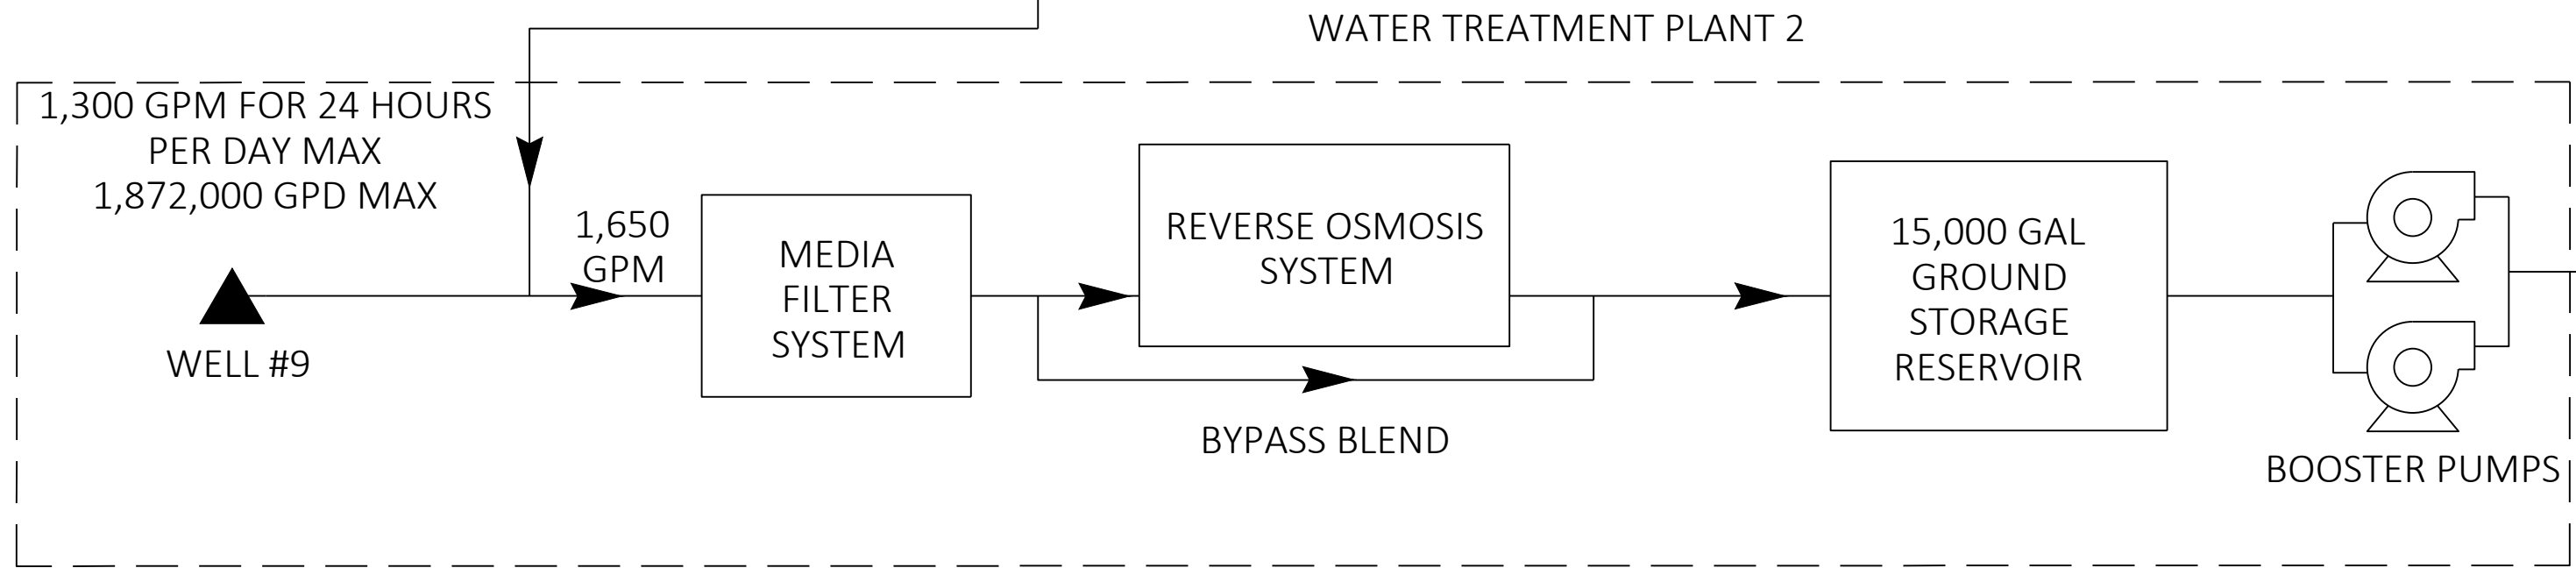 WATER TREATMENT PLANT 2
1,300 GPM FOR 24 HOURS
PER DAY MAX
1,872,000 GPD MAX
WELL #9
1,650
GPM
MEDIA
FILTER
SYSTEM
REVERSE OSMOSIS
SYSTEM
BYPASS BLEND
15,000 GAL
GROUND
STORAGE
RESERVOIR
BOOSTER PUMPS